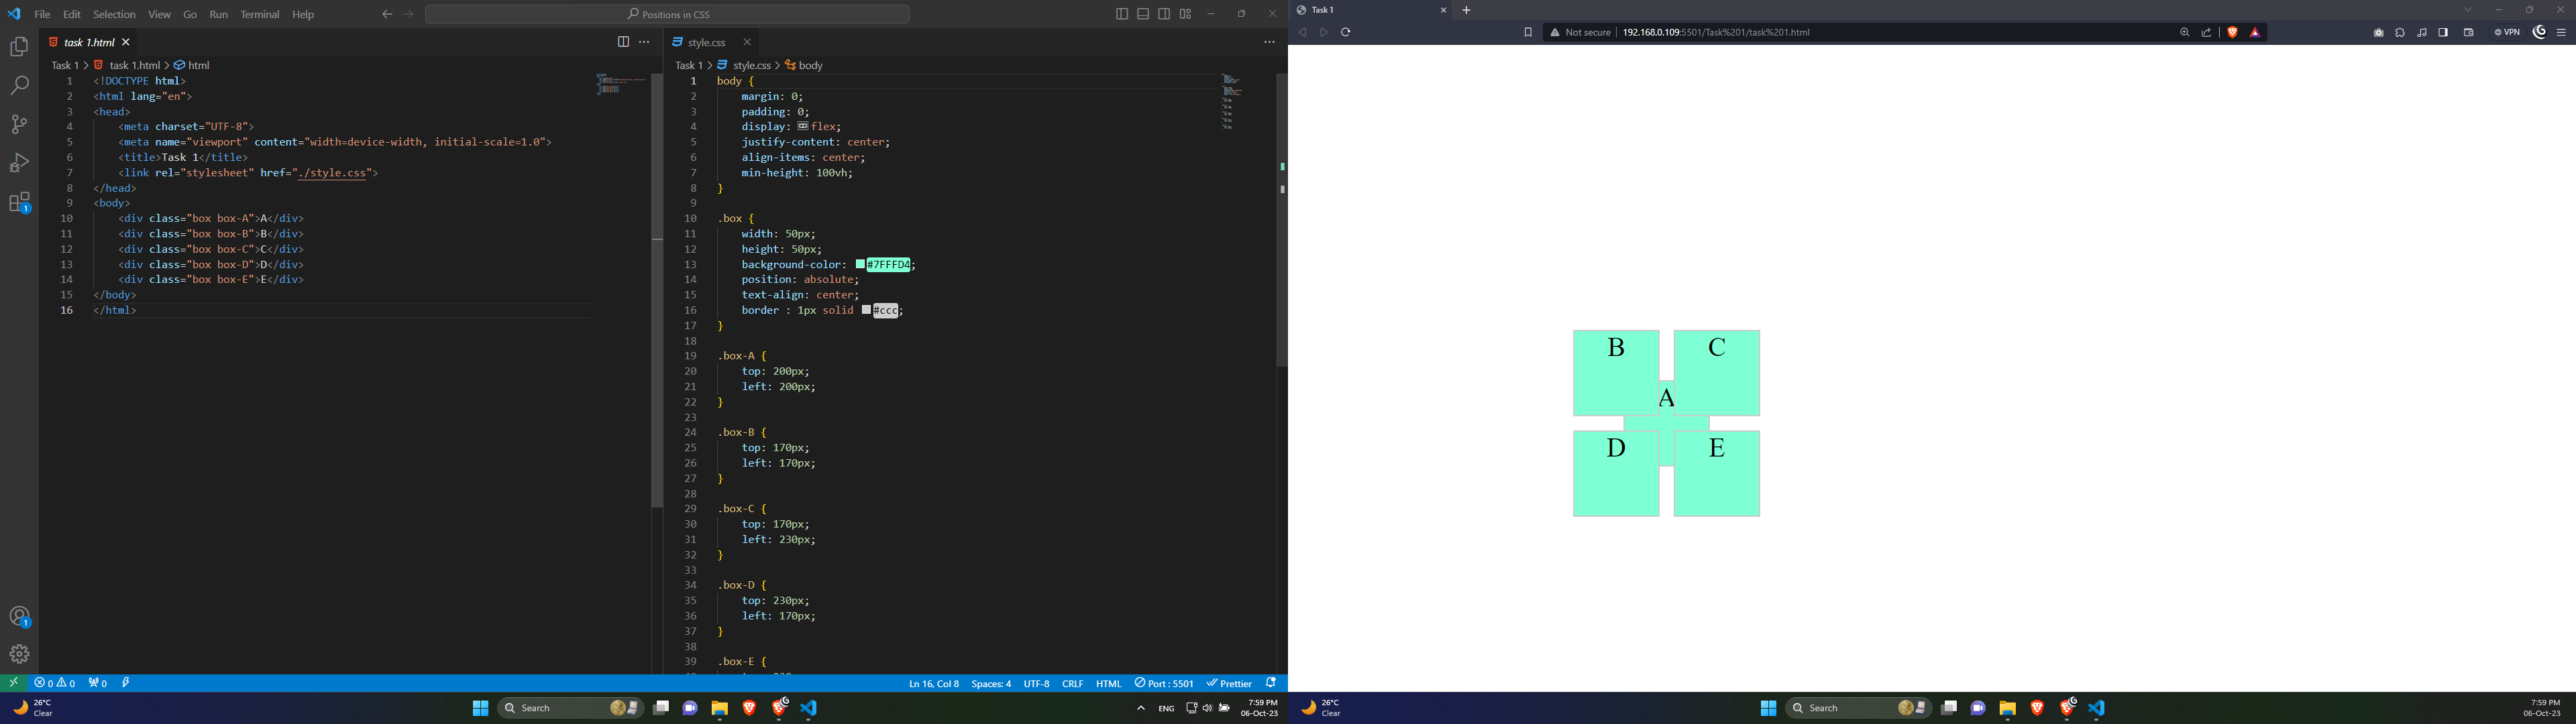 File Edit Selection View Go Run Terminal Help
Positions in CSS
task 1.html
Task 1 > task 1.html > html
1 <!DOCTYPE html>
2 <html lang="en">
3 <head>
4 <meta charset="UTF-8">
5 <meta name="viewport" content="width=device-width, initial-scale=1.0">
6 <title>Task 1</title>
7 <link rel="stylesheet" href="./style.css">
8 </head>
9 <body>
10 <div class="box box-A">A</div>
11 <div class="box box-B">B</div>
12 <div class="box box-C">C</div>
13 <div class="box box-D">D</div>
14 <div class="box box-E">E</div>
15 </body>
16 </html>
1
1
style.css
Task 1 > style.css > body
1 body {
2 margin: 0;
3 padding: 0;
4 display: flex;
5 justify-content: center;
6 align-items: center;
7 min-height: 100vh;
8 }
9
10 .box {
11 width: 50px;
12 height: 50px;
13 background-color: #7FFFD4;
14 position: absolute;
15 text-align: center;
16 border : 1px solid #ccc;
17 }
18
19 .box-A {
20 top: 200px;
21 left: 200px;
22 }
23
24 .box-B {
25 top: 170px;
26 left: 170px;
27 }
28
29 .box-C {
30 top: 170px;
31 left: 230px;
32 }
33
34 .box-D {
35 top: 230px;
36 left: 170px;
37 }
38
39 .box-E {
0 0 0
Ln 16, Col 8 Spaces: 4 UTF-8 CRLF HTML Port : 5501 Prettier
26°C
Clear
Search
ENG
7:59 PM
06-Oct-23
Task 1
Not secure 192.168.0.109:5501/Task%201/task%201.html
VPN
B C
A
D E
26°C
Clear
Search
7:59 PM
06-Oct-23